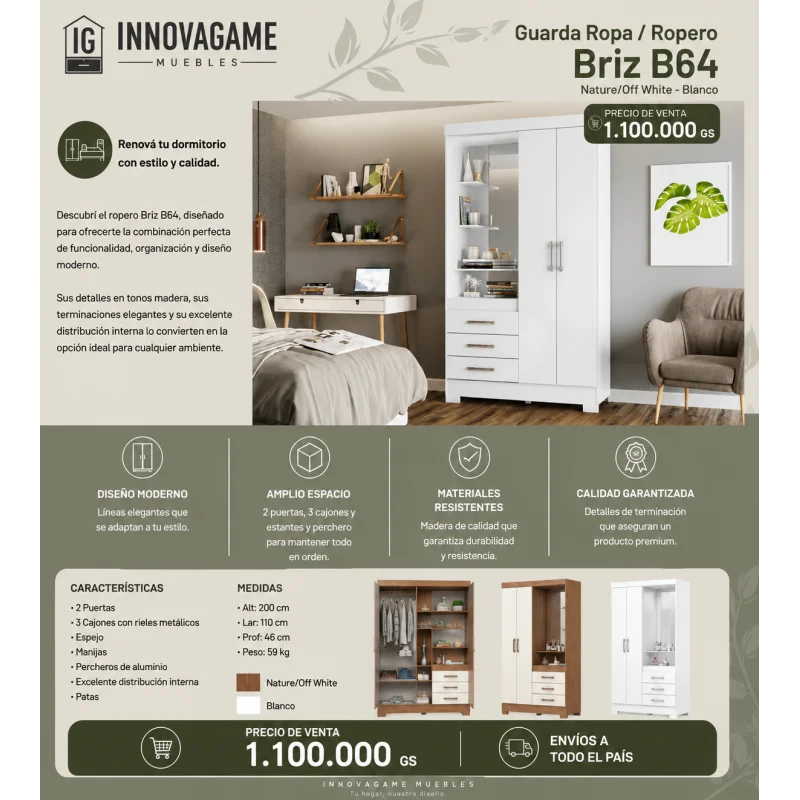 IG
INNOVAGAME
MUEBLES
Guarda Ropa / Ropero
Briz B64
Nature/Off White - Blanco
PRECIO DE VENTA
1.100.000 GS
Renová tu dormitorio
con estilo y calidad.
Descubrí el ropero Briz B64, diseñado
para ofrecerte la combinación perfecta
de funcionalidad, organización y diseño
moderno.
Sus detalles en tonos madera, sus
terminaciones elegantes y su excelente
distribución interna lo convierten en la
opción ideal para cualquier ambiente.
DISEÑO MODERNO
Líneas elegantes que
se adaptan a tu estilo.
AMPLIO ESPACIO
2 puertas, 3 cajones y
estantes y perchero
para mantener todo
en orden.
MATERIALES
RESISTENTES
Madera de calidad que
garantiza durabilidad
y resistencia.
CALIDAD GARANTIZADA
Detalles de terminación
que aseguran un
producto premium.
CARACTERÍSTICAS
• 2 Puertas
• 3 Cajones con rieles metálicos
• Espejo
• Manijas
• Percheros de aluminio
• Excelente distribución interna
• Patas
MEDIDAS
• Alt: 200 cm
• Lar: 110 cm
• Prof: 46 cm
• Peso: 59 kg
Nature/Off White
Blanco
PRECIO DE VENTA
1.100.000 GS
ENVÍOS A
TODO EL PAÍS
INNOVAGAME MUEBLES
Tu hogar, nuestro diseño.